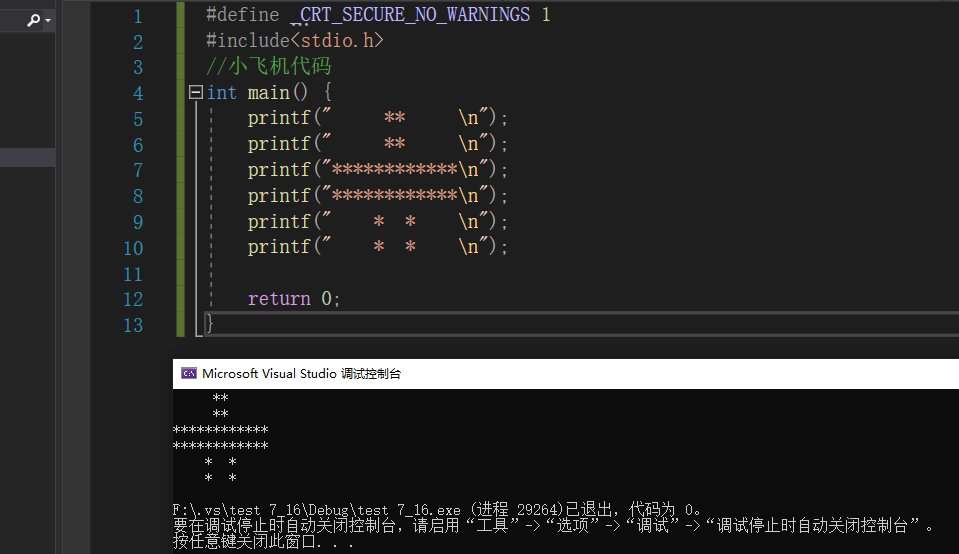 1 #define _CRT_SECURE_NO_WARNINGS 1
2 #include<stdio.h>
3 //小飞机代码
4 int main() {
5     printf("     **     \n");
6     printf("     **     \n");
7     printf("************\n");
8     printf("************\n");
9     printf("    *  *    \n");
10     printf("    *  *    \n");
11
12     return 0;
13 }
Microsoft Visual Studio 调试控制台
     **
     **
************
************
    *  *
    *  *
F:\.vs\test 7_16\Debug\test 7_16.exe (进程 29264)已退出，代码为 0。
要在调试停止时自动关闭控制台，请启用“工具”->“选项”->“调试”->“调试停止时自动关闭控制台”。
按任意键关闭此窗口. . .